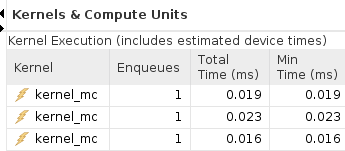 Kernels & Compute Units
Kernel Execution (includes estimated device times)
Kernel Enqueues Total Time (ms) Min Time (ms)
kernel_mc 1 0.019 0.019
kernel_mc 1 0.023 0.023
kernel_mc 1 0.016 0.016